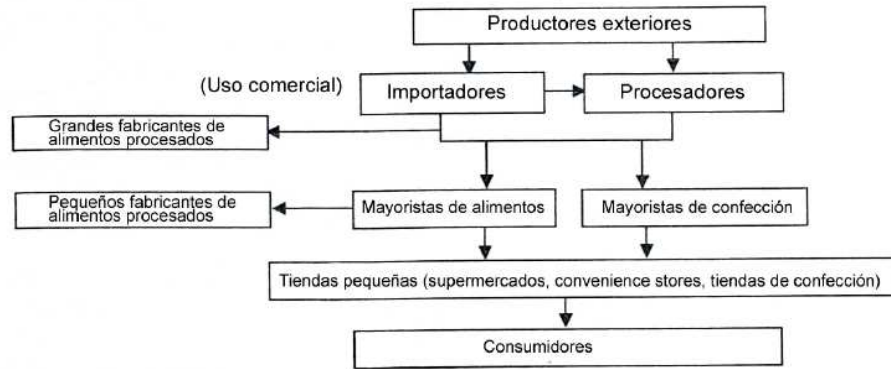 Productores exteriores
(Uso comercial)
Importadores
Procesadores
Grandes fabricantes de
alimentos procesados
Pequeños fabricantes de
alimentos procesados
Mayoristas de alimentos
Mayoristas de confección
Tiendas pequeñas (supermercados, convenience stores, tiendas de confección)
Consumidores